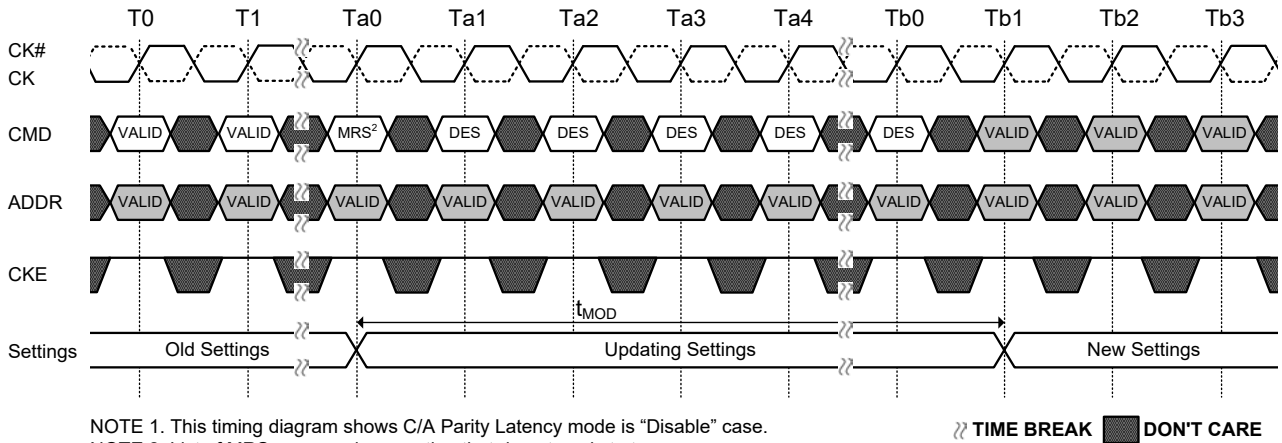 T0 T1 Ta0 Ta1 Ta2 Ta3 Ta4 Tb0 Tb1 Tb2 Tb3
CK#
CK
CMD VALID VALID MRS² DES DES DES DES DES VALID VALID VALID
ADDR VALID VALID VALID VALID VALID VALID VALID VALID VALID VALID VALID
CKE
tMOD
Settings Old Settings Updating Settings New Settings
NOTE 1. This timing diagram shows C/A Parity Latency mode is “Disable” case.
TIME BREAK DON'T CARE